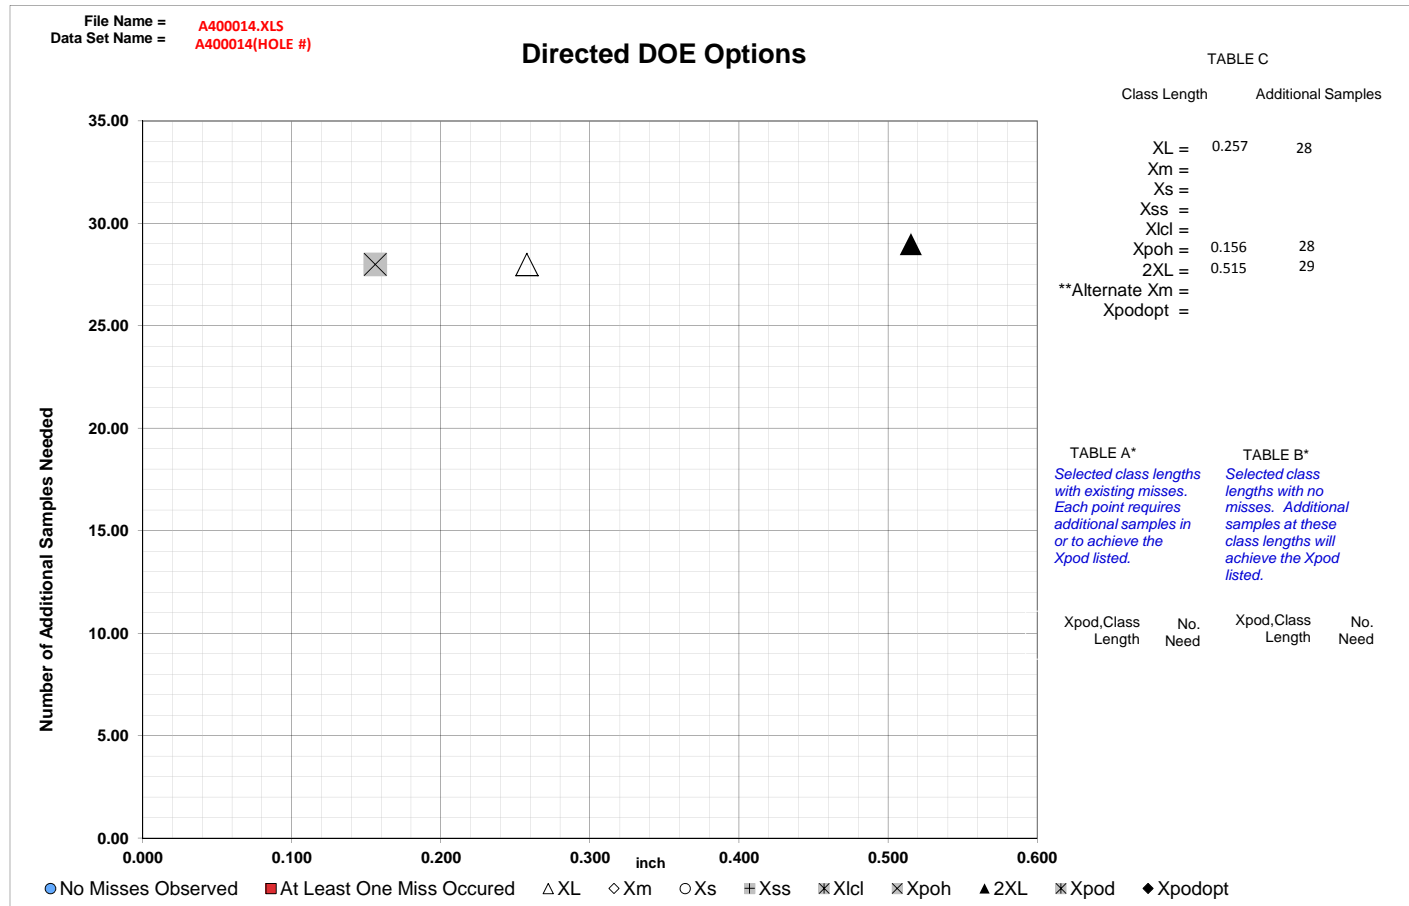 File Name = A400014.XLS
Data Set Name = A400014(HOLE #)
Directed DOE Options
Number of Additional Samples Needed
35.00
30.00
25.00
20.00
15.00
10.00
5.00
0.00
0.000 0.100 0.200 0.300 0.400 0.500 0.600
inch
No Misses Observed At Least One Miss Occured XL Xm Xs Xss Xlcl Xpoh 2XL Xpod Xpodopt
TABLE C
Class Length Additional Samples
XL = 0.257 28
Xm =
Xs =
Xss =
Xlcl =
Xpoh = 0.156 28
2XL = 0.515 29
**Alternate Xm =
Xpodopt =
TABLE A*
Selected class lengths
with existing misses.
Each point requires
additional samples in
or to achieve the
Xpod listed.
Xpod,Class No.
Length Need
TABLE B*
Selected class
lengths with no
misses. Additional
samples at these
class lengths will
achieve the Xpod
listed.
Xpod,Class No.
Length Need